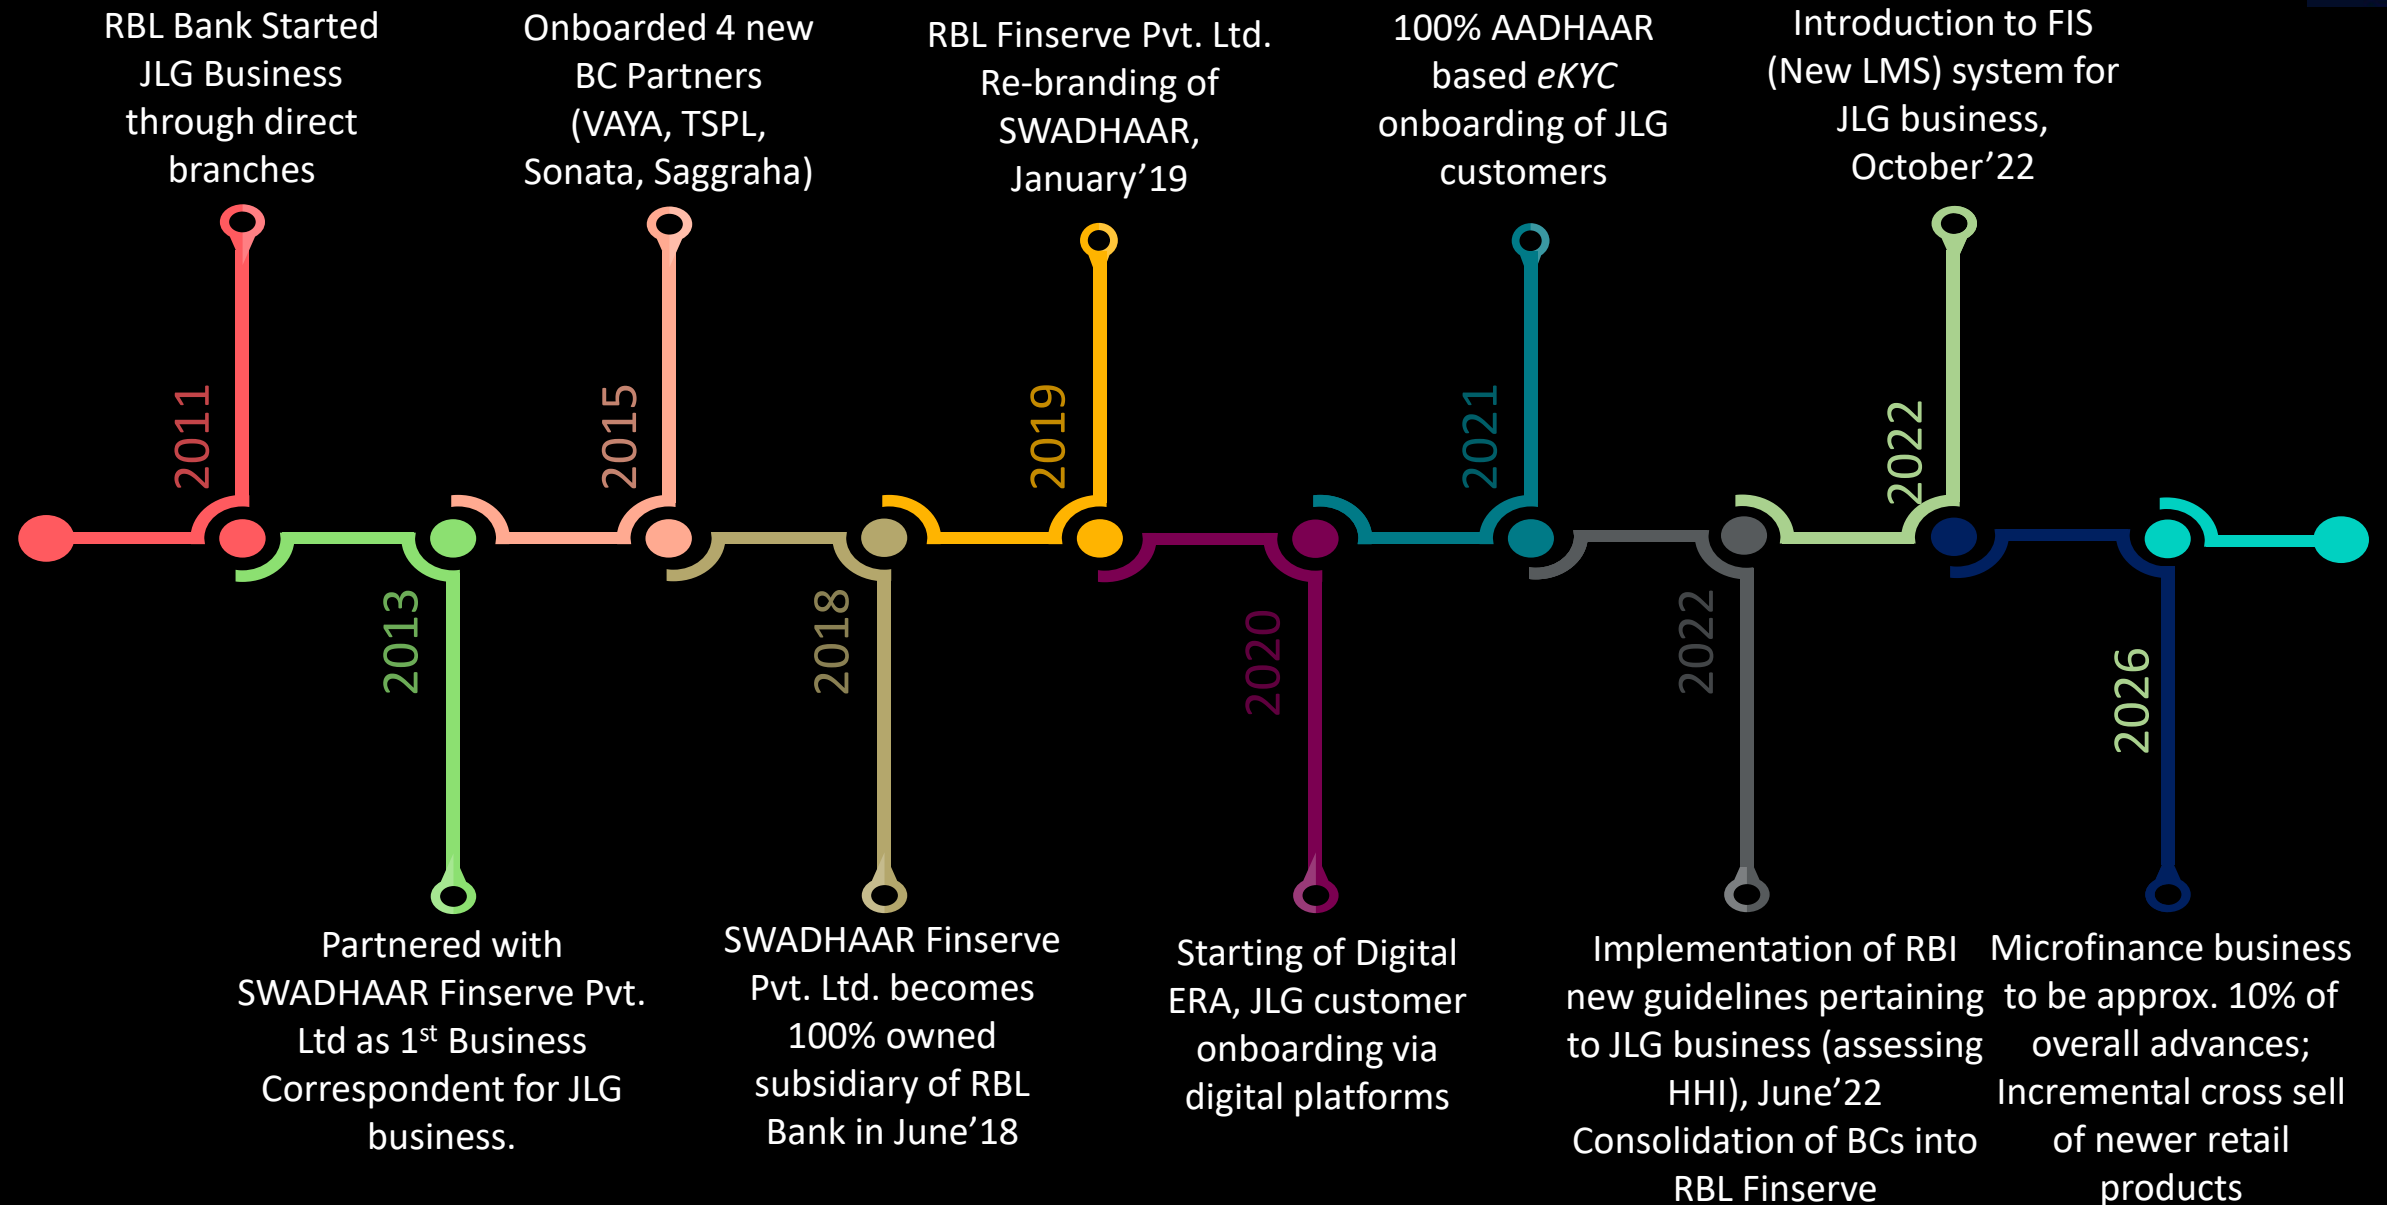 RBL Bank Started
JLG Business
through direct
branches
2011
Partnered with
SWADHAAR Finserve Pvt.
Ltd as 1st Business
Correspondent for JLG
business.
2013
Onboarded 4 new
BC Partners
(VAYA, TSPL,
Sonata, Saggraha)
2015
SWADHAAR Finserve
Pvt. Ltd. becomes
100% owned
subsidiary of RBL
Bank in June’18
2018
RBL Finserve Pvt. Ltd.
Re-branding of
SWADHAAR,
January’19
2019
Starting of Digital
ERA, JLG customer
onboarding via
digital platforms
2020
100% AADHAAR
based eKYC
onboarding of JLG
customers
2021
Implementation of RBI
new guidelines pertaining
to JLG business (assessing
HHI), June’22
Consolidation of BCs into
RBL Finserve
2022
Introduction to FIS
(New LMS) system for
JLG business,
October’22
2022
Microfinance business
to be approx. 10% of
overall advances;
Incremental cross sell
of newer retail
products
2026